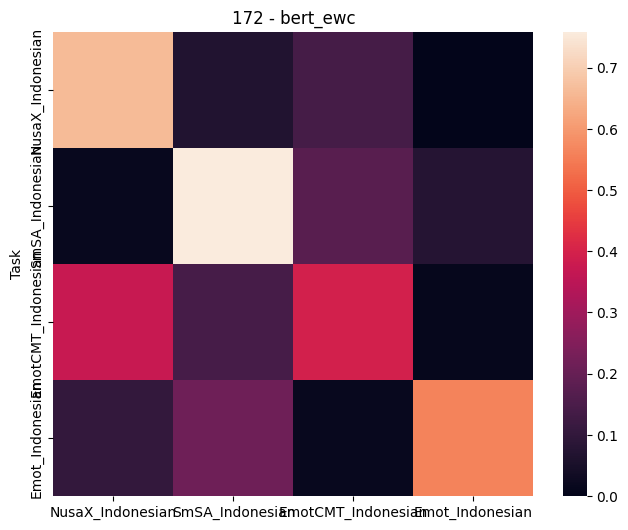 172 - bert_ewc
Task
NusaX_Indonesian
SmSA_Indonesian
EmotCMT_Indonesian
Emot_Indonesian
NusaX_Indonesian
SmSA_Indonesian
EmotCMT_Indonesian
Emot_Indonesian
0.7
0.6
0.5
0.4
0.3
0.2
0.1
0.0